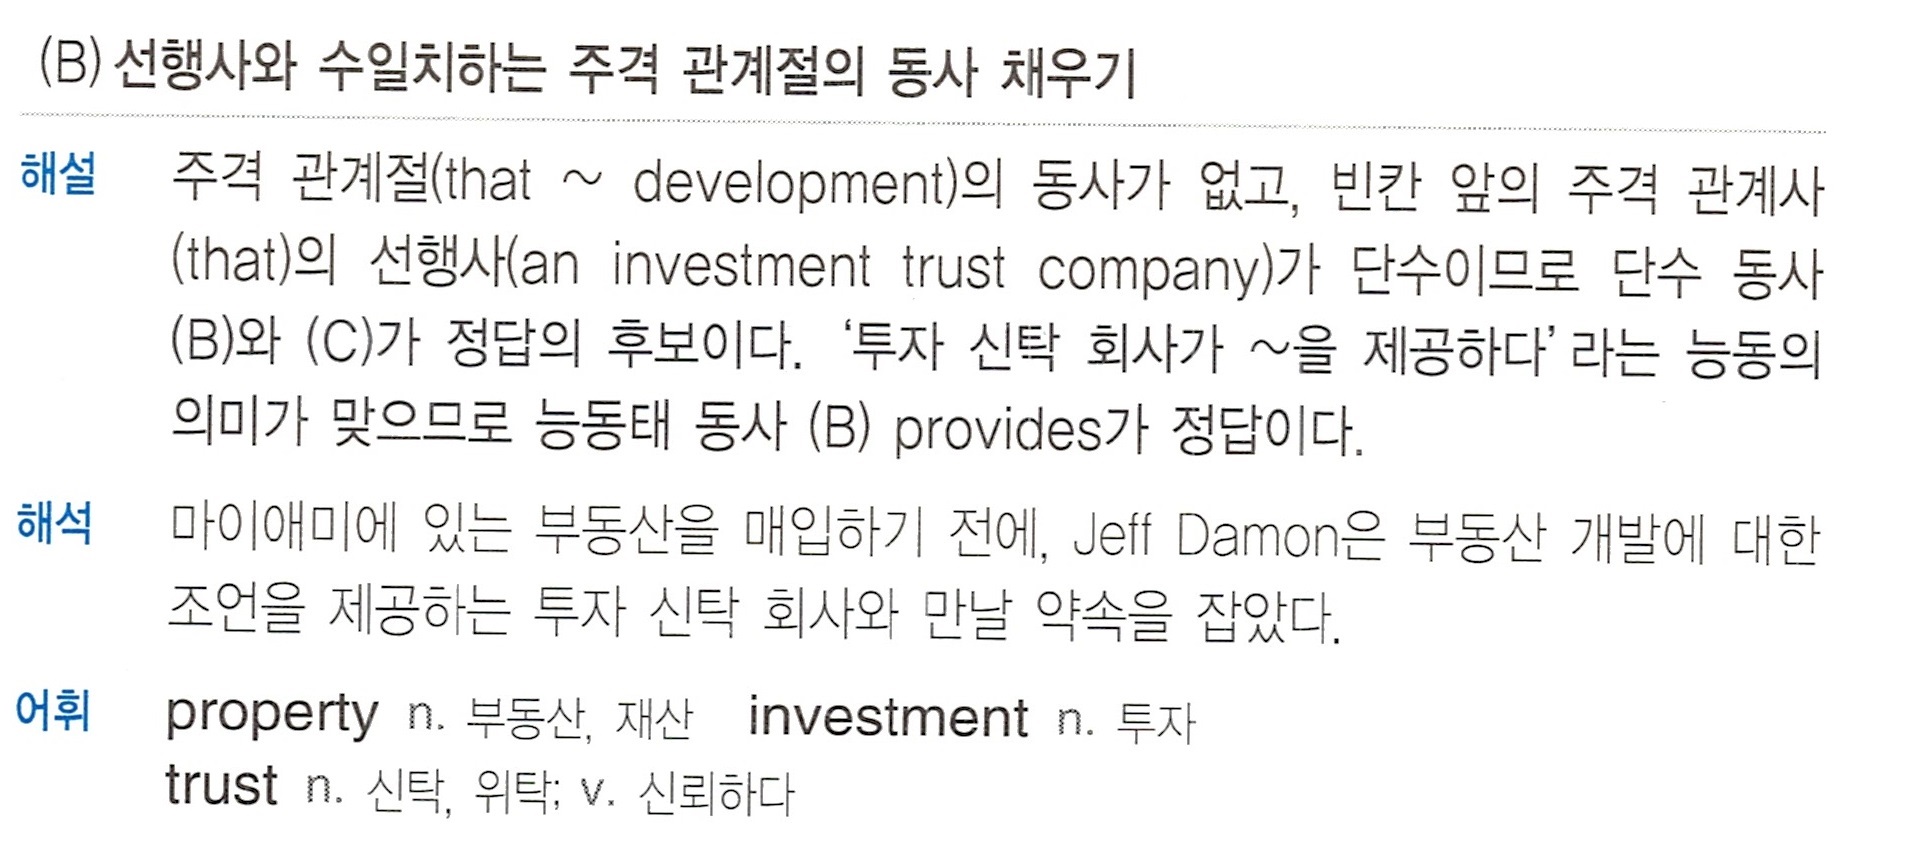 (B) 선행사와 수일치하는 주격 관계절의 동사 채우기
해설 주격 관계절(that ~ development)의 동사가 없고, 빈칸 앞의 주격 관계사
(that)의 선행사(an investment trust company)가 단수이므로 단수 동사
(B)와 (C)가 정답의 후보이다. ‘투자 신탁 회사가 ~을 제공하다’라는 능동의
의미가 맞으므로 능동태 동사 (B) provides가 정답이다.
해석 마이애미에 있는 부동산을 매입하기 전에, Jeff Damon은 부동산 개발에 대한
조언을 제공하는 투자 신탁 회사와 만날 약속을 잡았다.
어휘 property n. 부동산, 재산 investment n. 투자
trust n. 신탁, 위탁; v. 신뢰하다